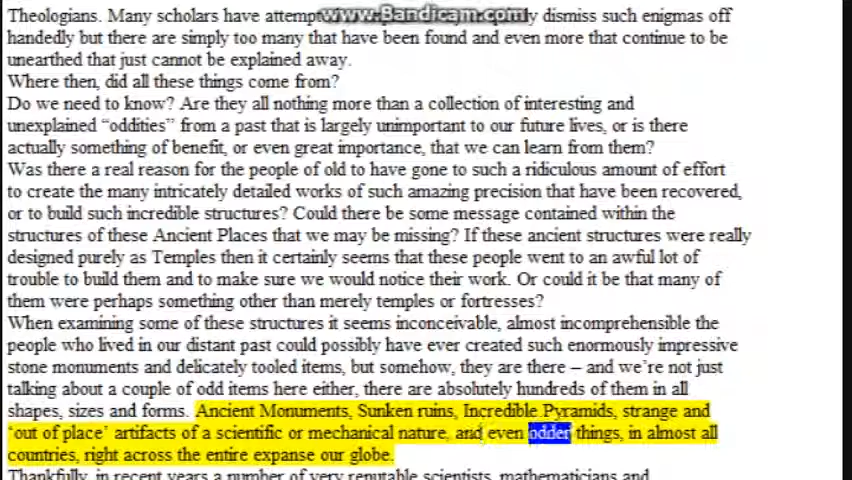 www.Bandicam.com
Theologians. Many scholars have dismiss such enigmas off
handedly but there are simply too many that have been found and even more that continue to be
unearthed that just cannot be explained away.
Where then, did all these things come from?
Do we need to know? Are they all nothing more than a collection of interesting and
unexplained “oddities” from a past that is largely unimportant to our future lives, or is there
actually something of benefit, or even great importance, that we can learn from them?
Was there a real reason for the people of old to have gone to such a ridiculous amount of effort
to create the many intricately detailed works of such amazing precision that have been recovered,
or to build such incredible structures? Could there be some message contained within the
structures of these Ancient Places that we may be missing? If these ancient structures were really
designed purely as Temples then it certainly seems that these people went to an awful lot of
trouble to build them and to make sure we would notice their work. Or could it be that many of
them were perhaps something other than merely temples or fortresses?
When examining some of these structures it seems inconceivable, almost incomprehensible the
people who lived in our distant past could possibly have ever created such enormously impressive
stone monuments and delicately tooled items, but somehow, they are there – and we’re not just
talking about a couple of odd items here either, there are absolutely hundreds of them in all
shapes, sizes and forms. Ancient Monuments, Sunken ruins, Incredible Pyramids, strange and
‘out of place’ artifacts of a scientific or mechanical nature, and even odder things, in almost all
countries, right across the entire expanse our globe.
Thankfully, in recent years a number of very reputable scientists, mathematicians and